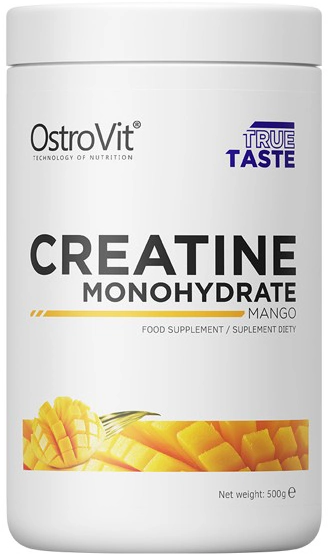 OstroVit®
TECHNOLOGY OF NUTRITION
TRUE
TASTE
CREATINE
MONOHYDRATE
MANGO
FOOD SUPPLEMENT / SUPLEMENT DIETY
Net weight: 500g ℮